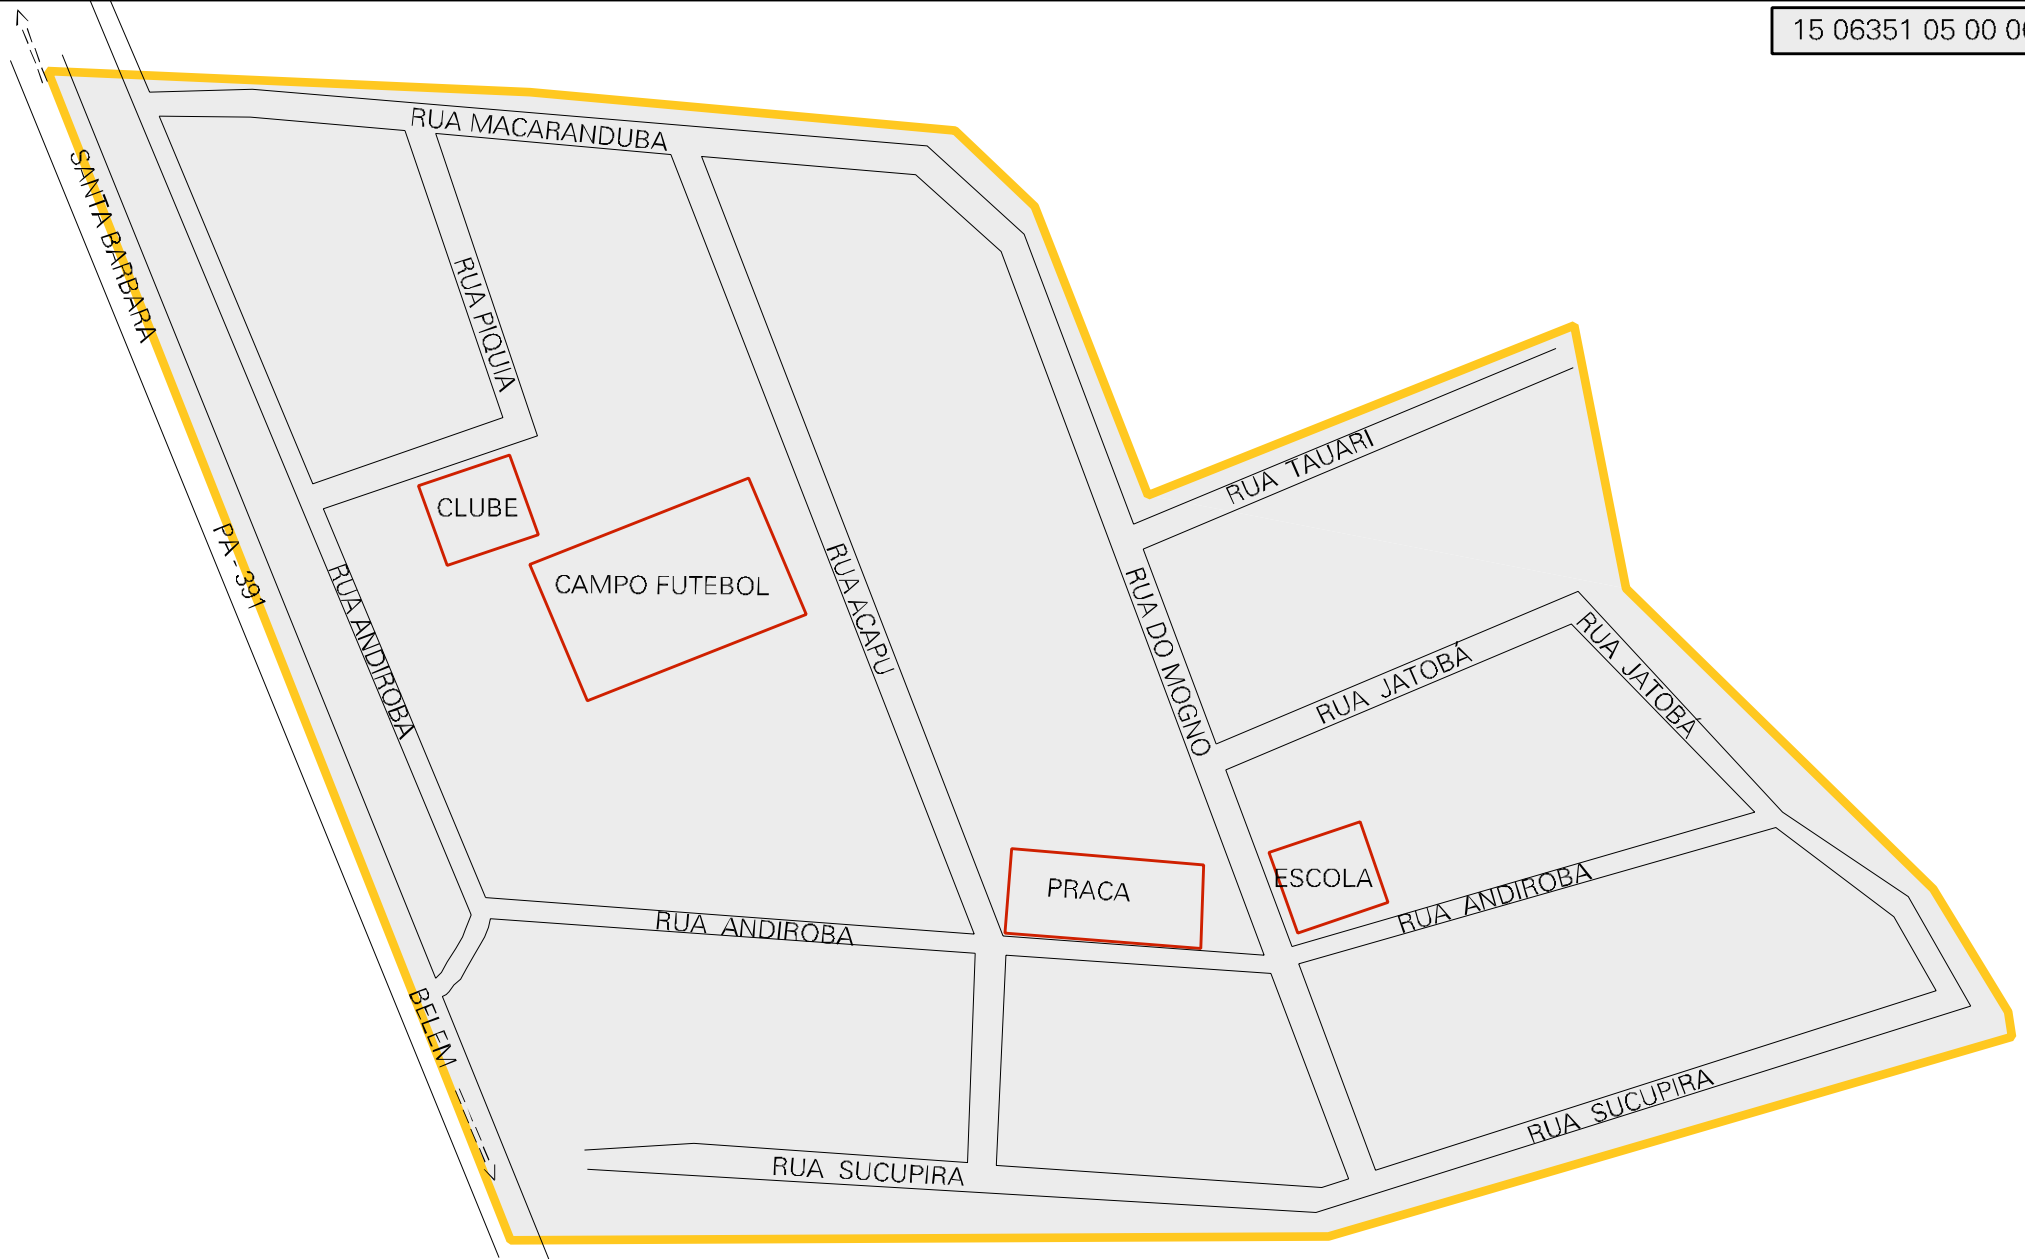 15 06351 05 00 0
RUA MACARANDUBA
SANTA BARBARA
RUA PIQUIA
RUA TAUARI
CLUBE
CAMPO FUTEBOL
PA - 391
RUA ANDIROBA
RUA ACAPU
RUA DO MOGNO
RUA JATOBÁ
RUA JATOBÁ
ESCOLA
PRACA
RUA ANDIROBA
RUA ANDIROBA
BELEM
RUA SUCUPIRA
RUA SUCUPIRA